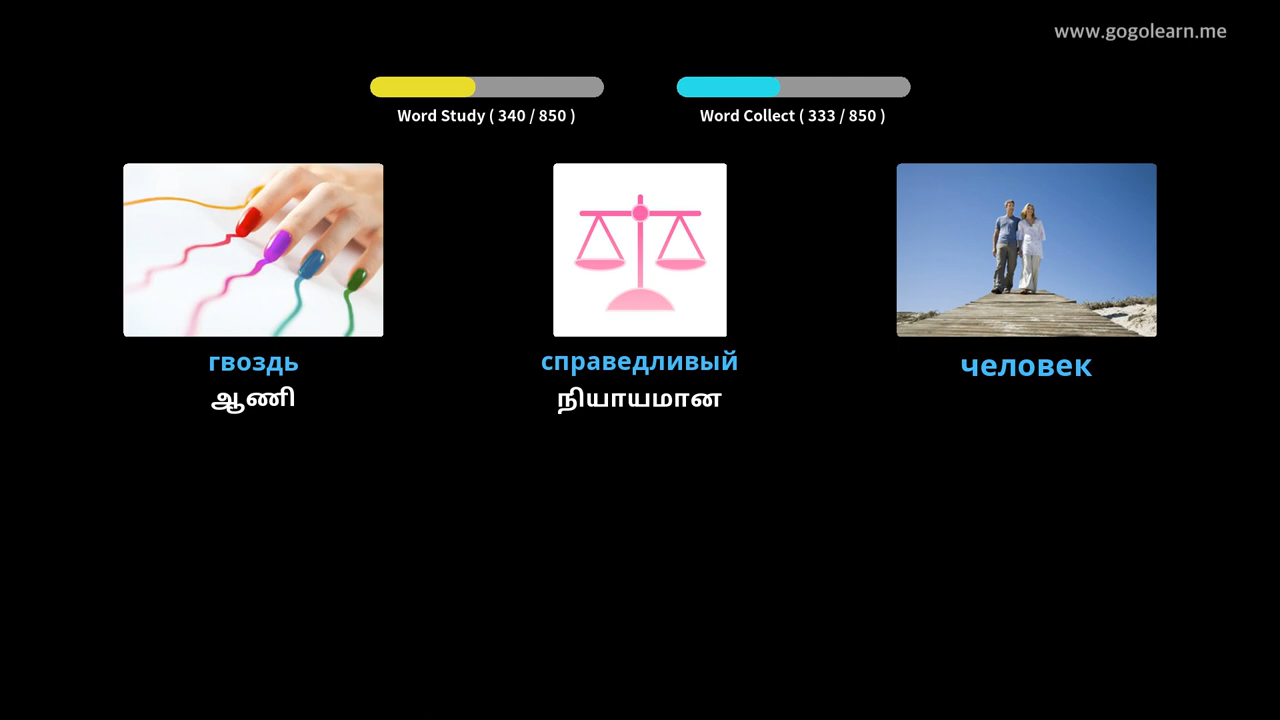 www.gogolearn.me
Word Study ( 340 / 850 )
Word Collect ( 333 / 850 )
гвоздь
ஆணி
справедливый
நியாயமான
человек